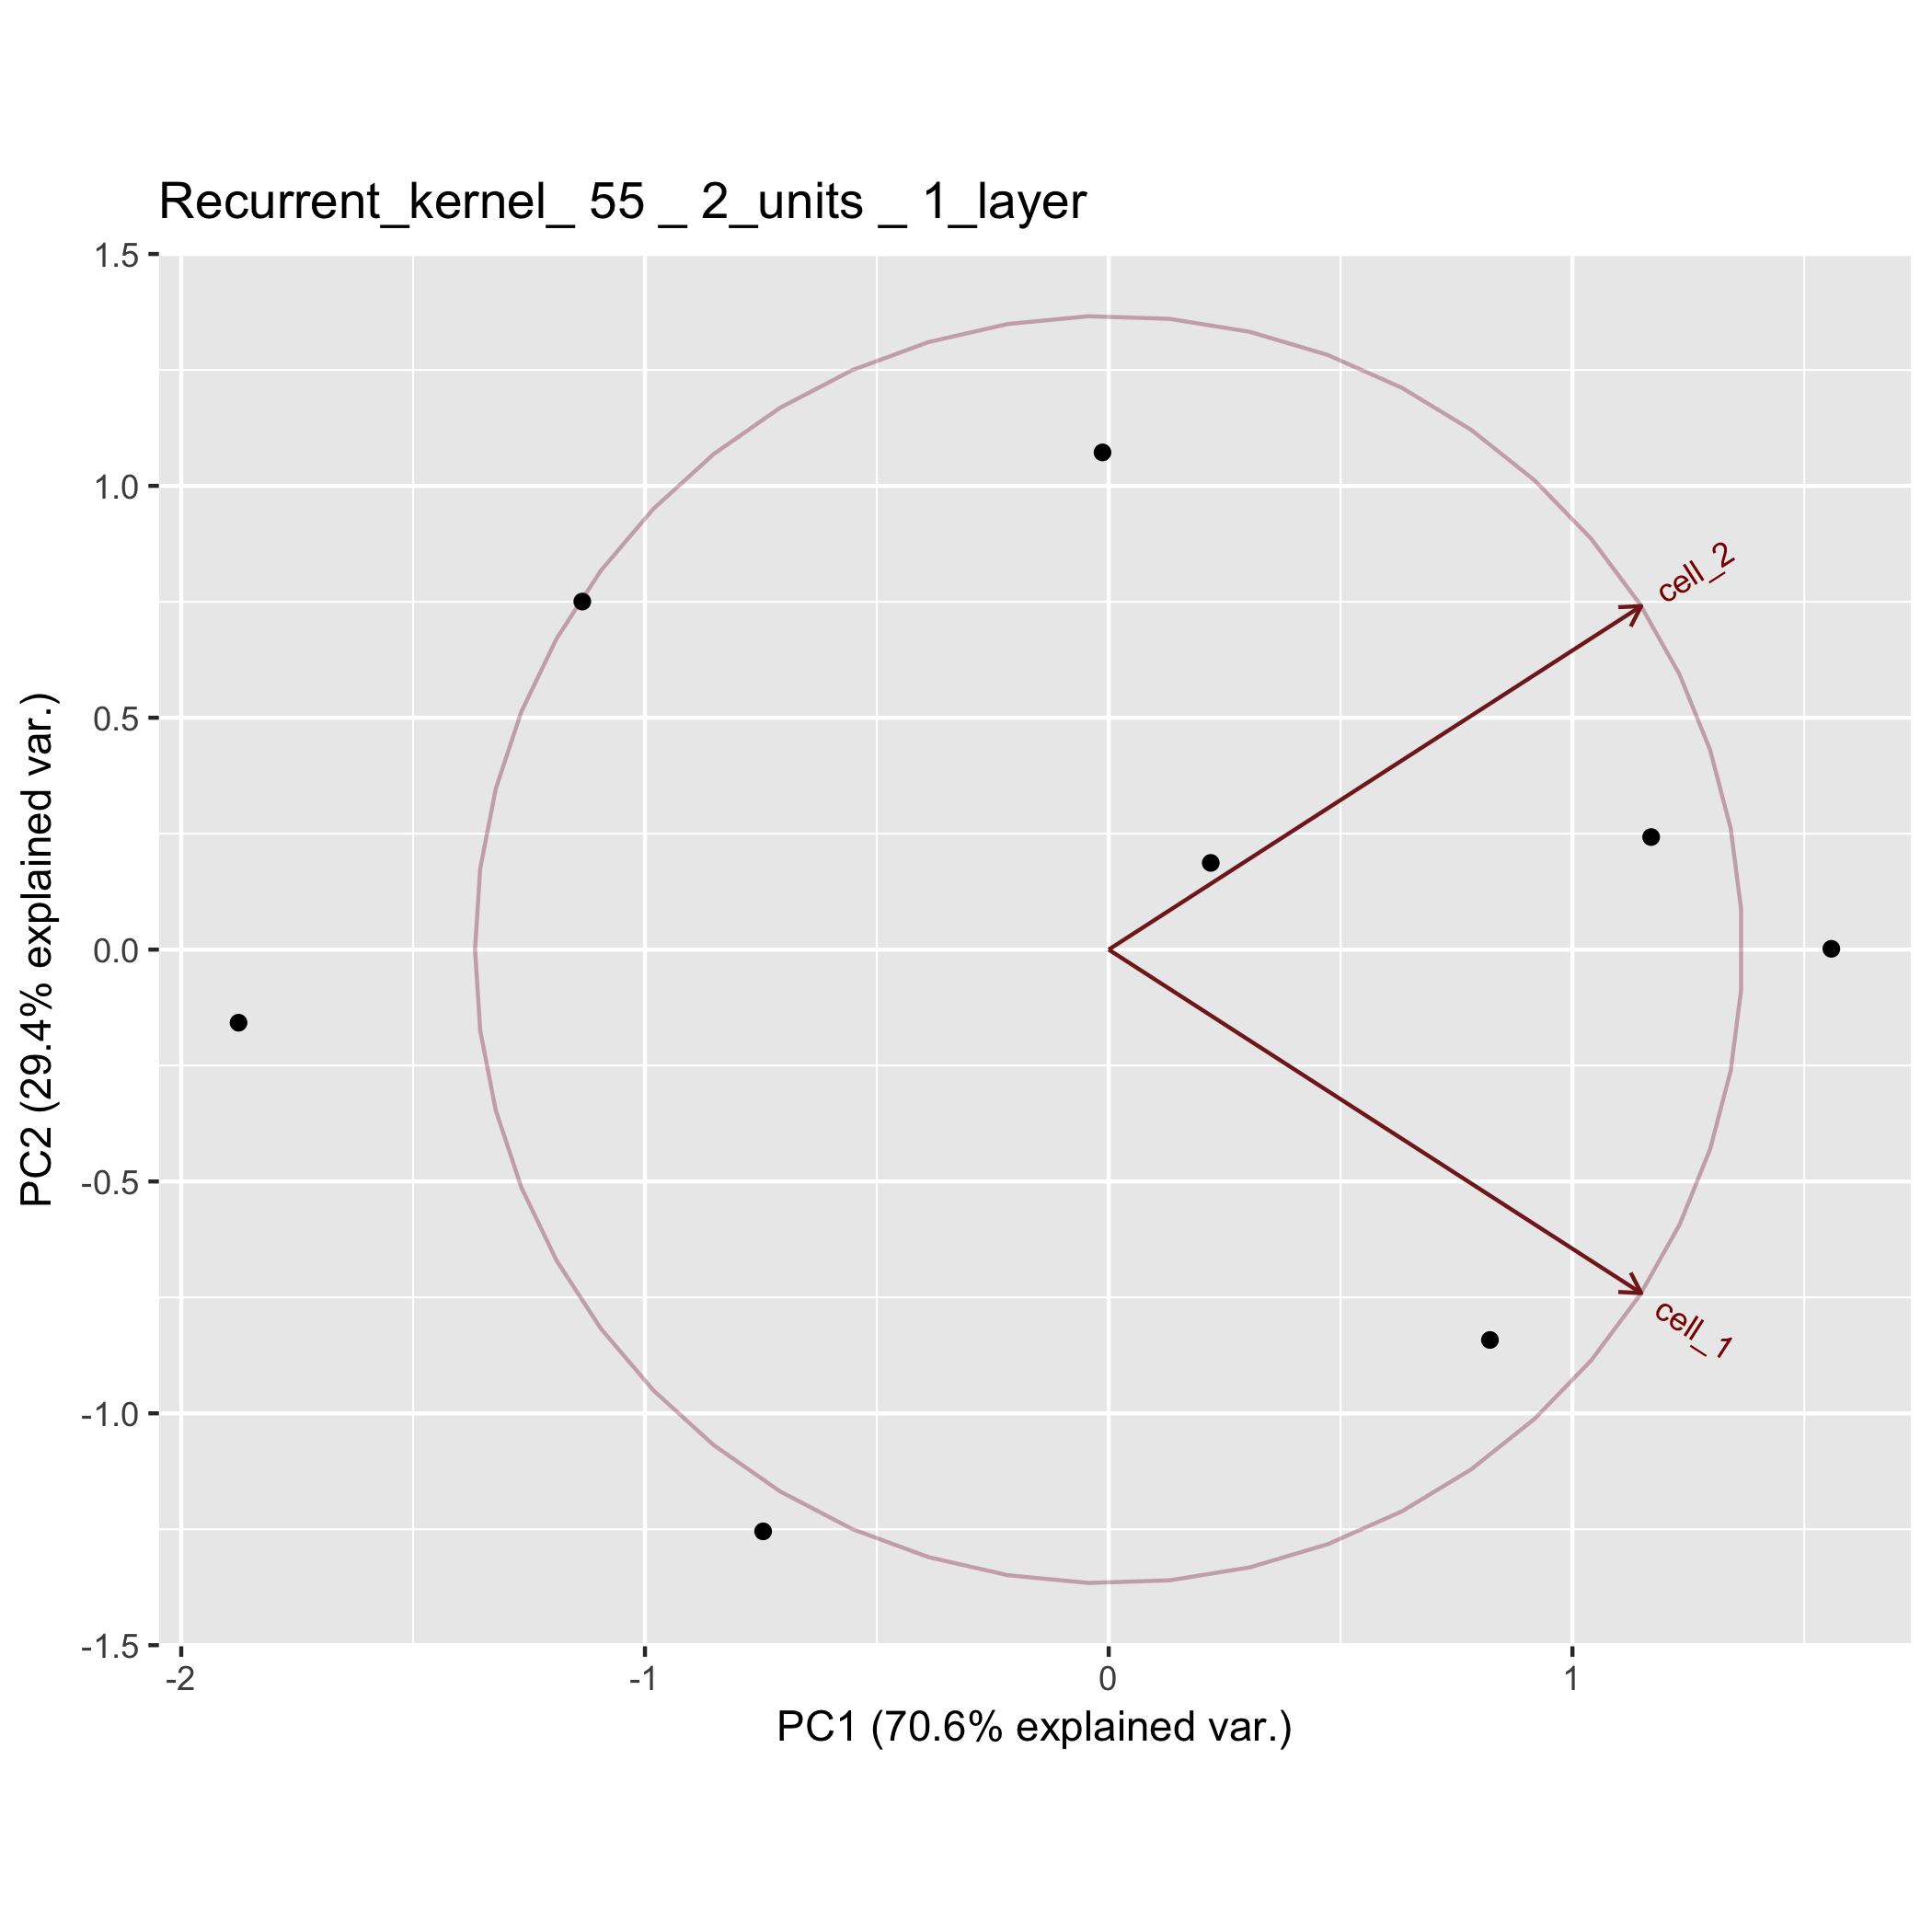 Recurrent_kernel_ 55 _ 2_units _ 1_layer
1.5
1.0
0.5
0.0
-0.5
-1.0
-1.5
PC2 (29.4% explained var.)
cell_2
cell_1
-2
-1
0
1
PC1 (70.6% explained var.)